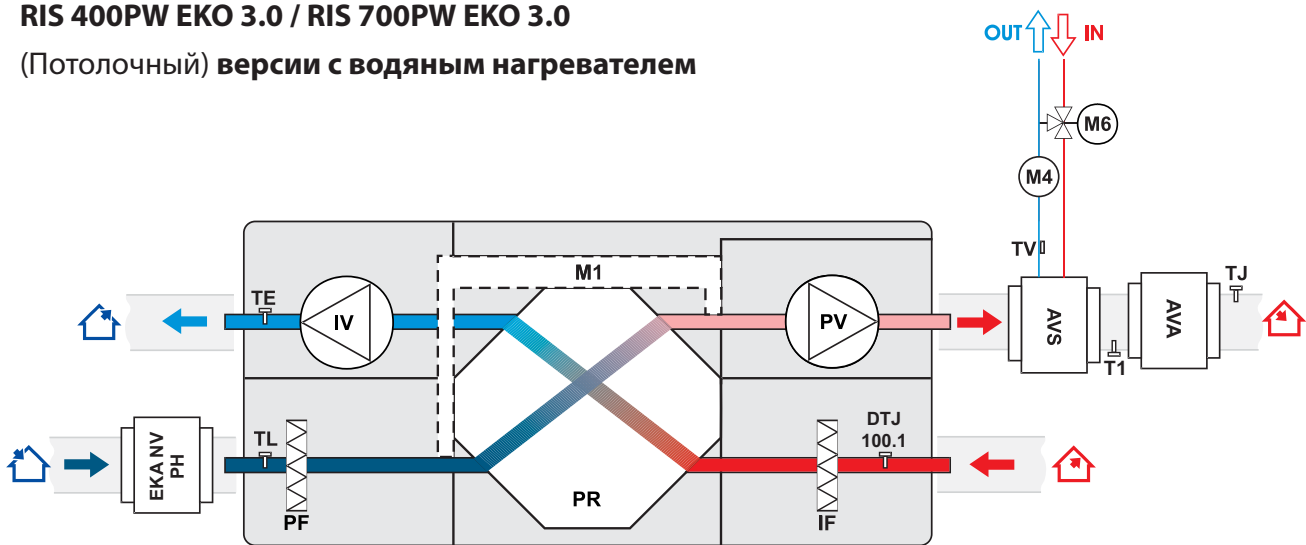 RIS 400PW EKO 3.0 / RIS 700PW EKO 3.0
(Потолочный) версии с водяным нагревателем
OUT IN
M6
M4
TV
M1
TE
IV
PV
AVS
T1
AVA
TJ
EKA NV
PH
TL
PF
PR
IF
DTJ
100.1